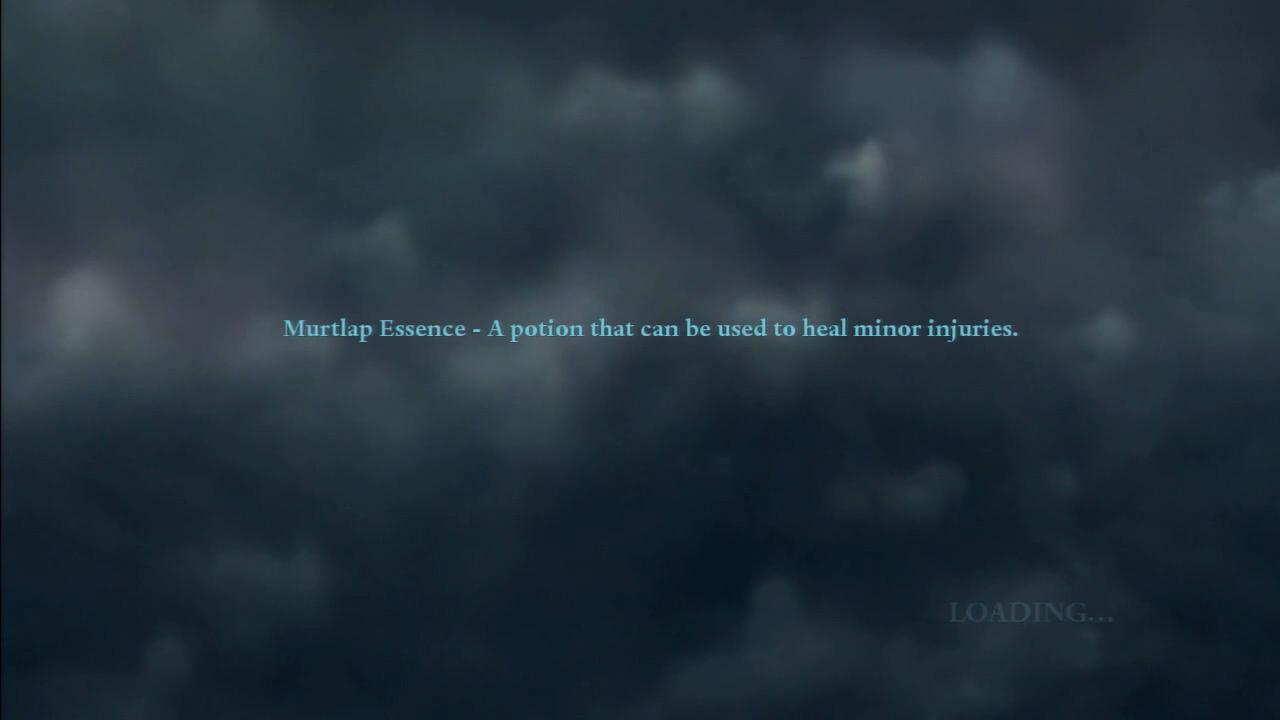 Murtlap Essence - A potion that can be used to heal minor injuries.
LOADING...